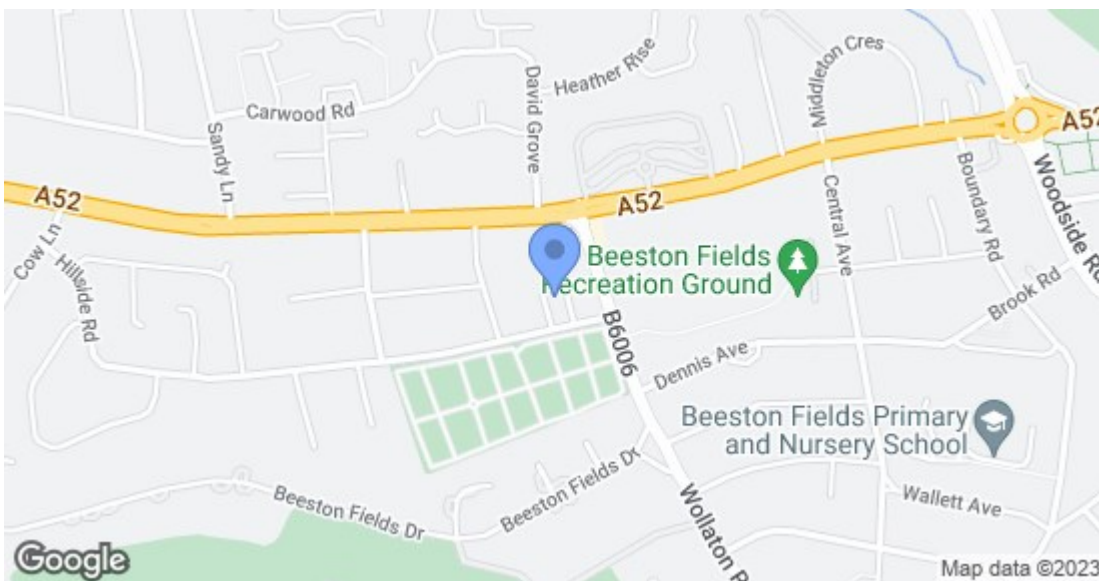 Middleton Cres
Heather Rise
David Grove
Carwood Rd
Sandy Ln
A52
A52
A52
Boundary Rd
Woodside Rd
Cow Ln
Hillside Rd
Central Ave
Beeston Fields
Recreation Ground
Brook Rd
B6006
Dennis Ave
Beeston Fields Primary
and Nursery School
Beeston Fields Dr
Beeston Fields Dr
Wallett Ave
Wollaton
Google
Map data ©2023